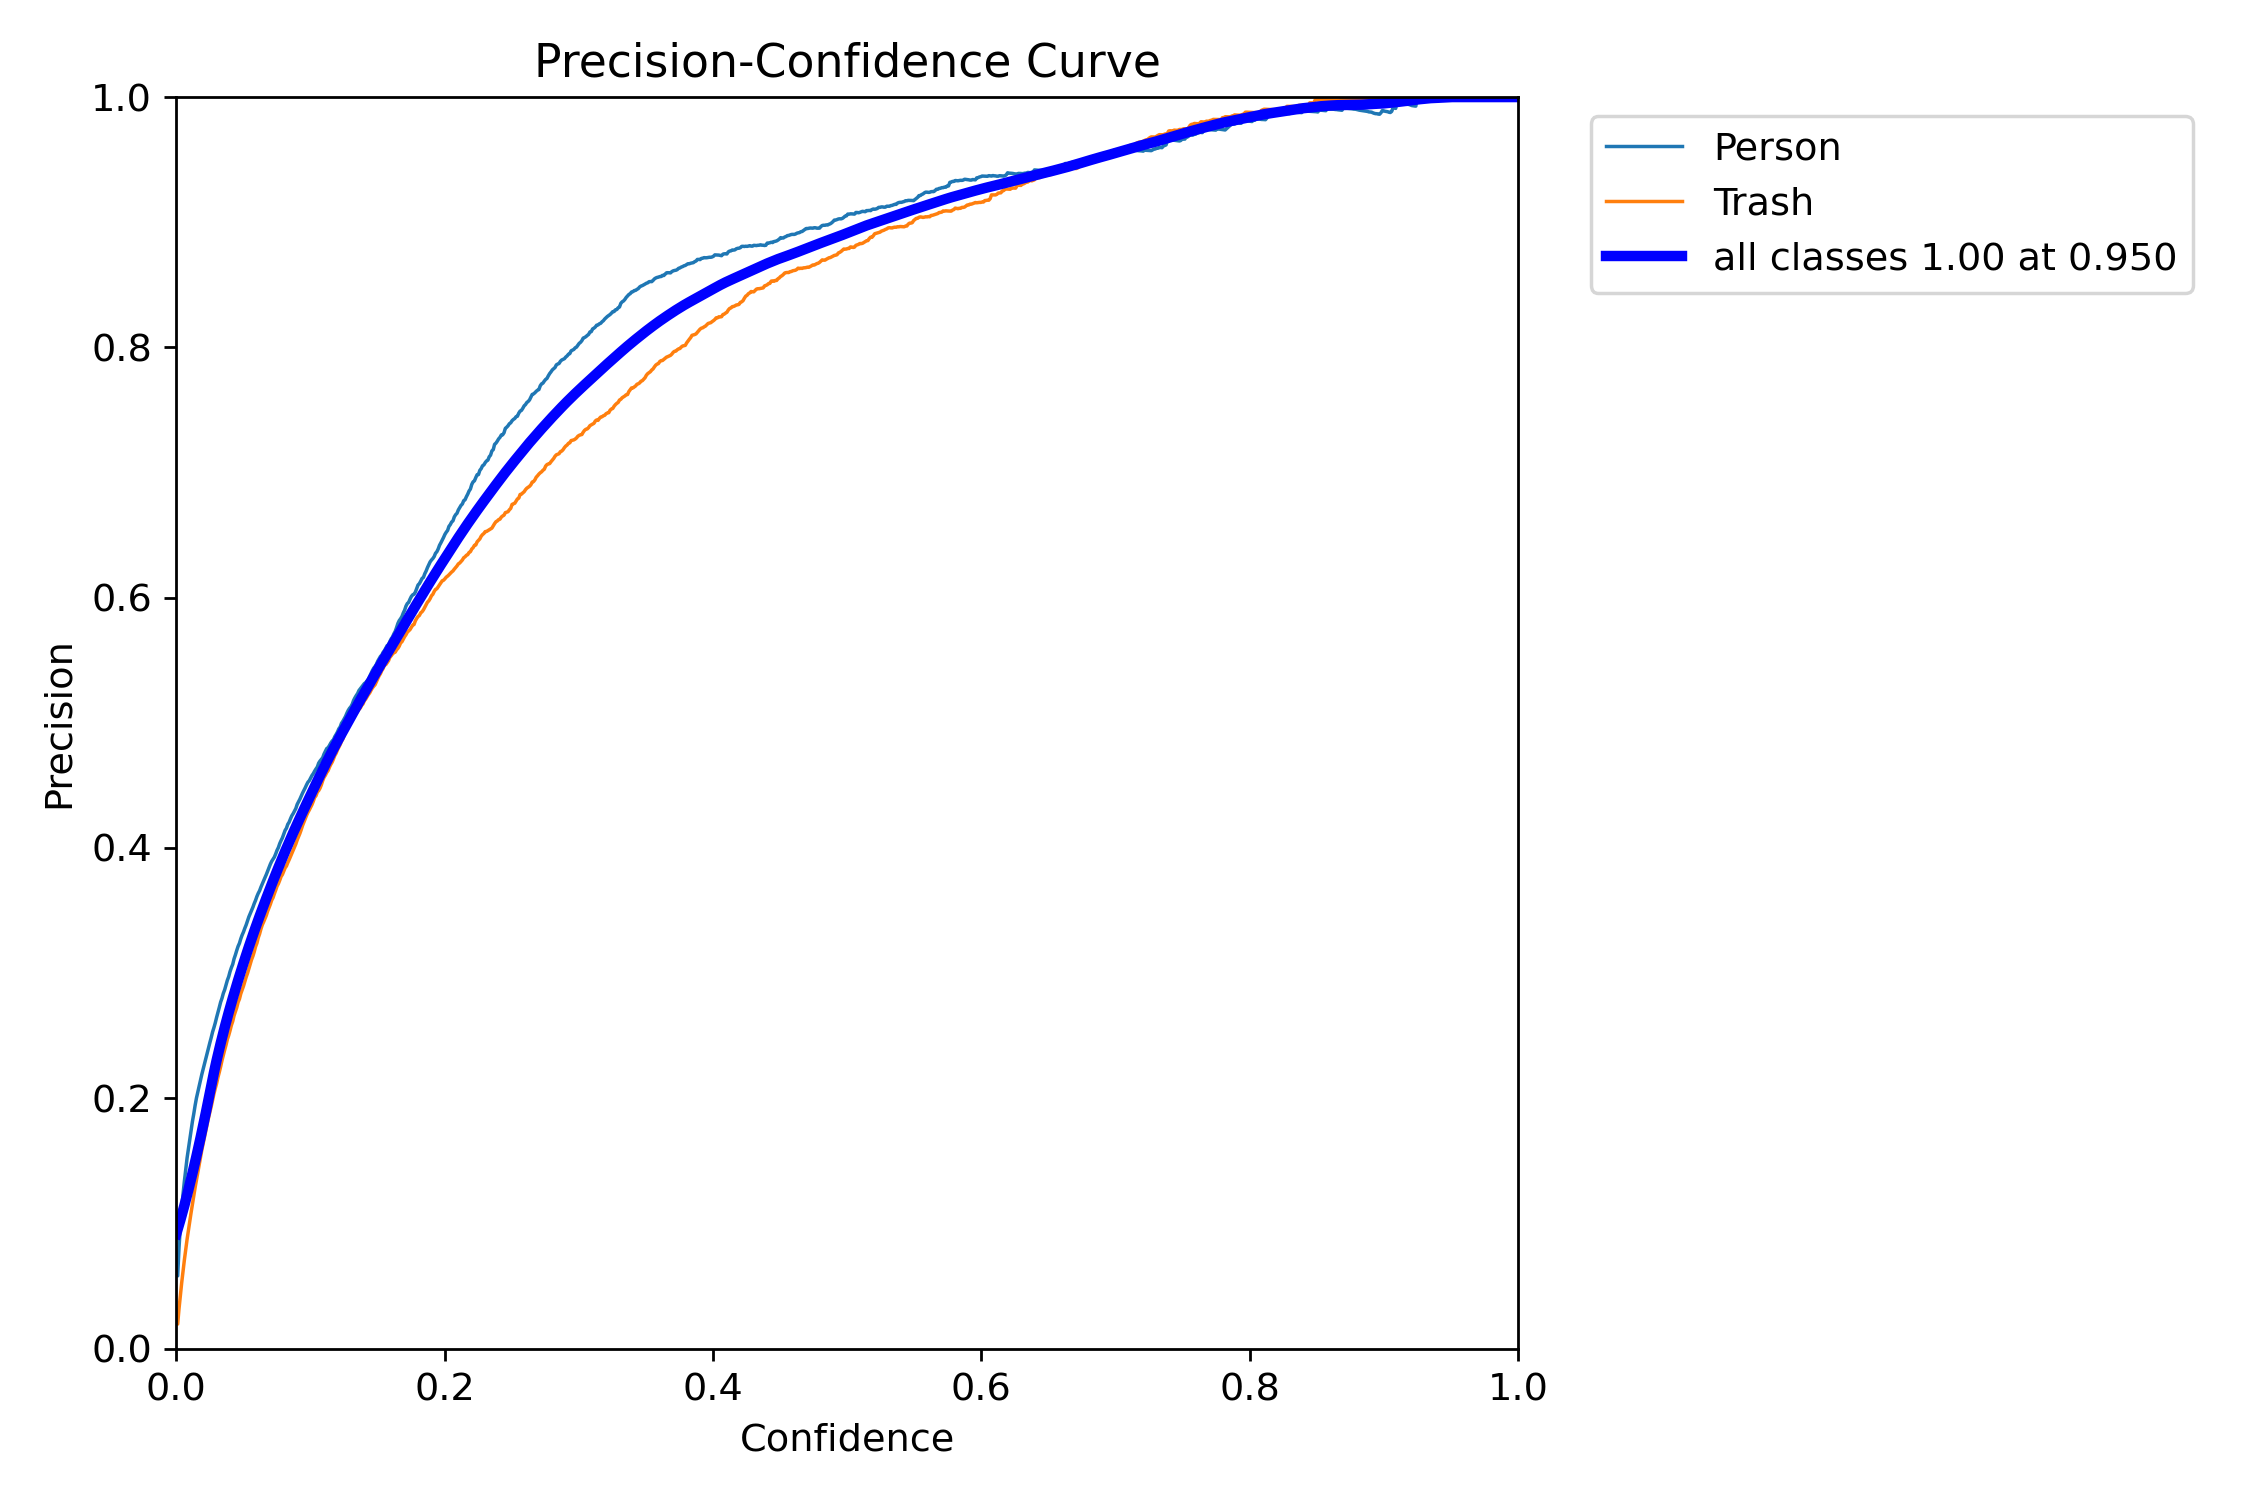 Precision-Confidence Curve
1.0
0.8
0.6
0.4
0.2
0.0
Precision
0.0 0.2 0.4 0.6 0.8 1.0
Confidence
Person
Trash
all classes 1.00 at 0.950